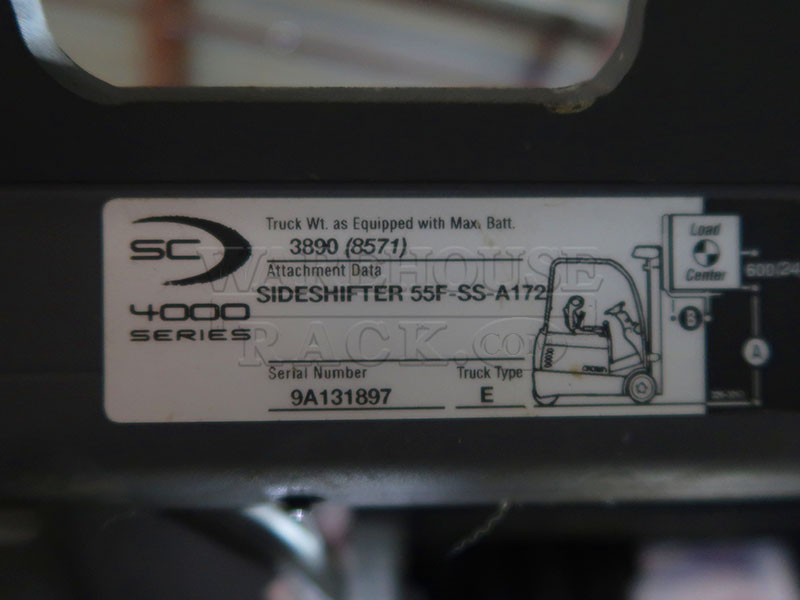 SC
4000
SERIES
Truck Wt. as Equipped with Max. Batt.
3890 (8571)
Attachment Data
SIDESHIFTER 55F-SS-A172
Serial Number
9A131897
Truck Type
E
Load
Center
600/24
B
A
CROWN
WAREHOUSE
RACK.com